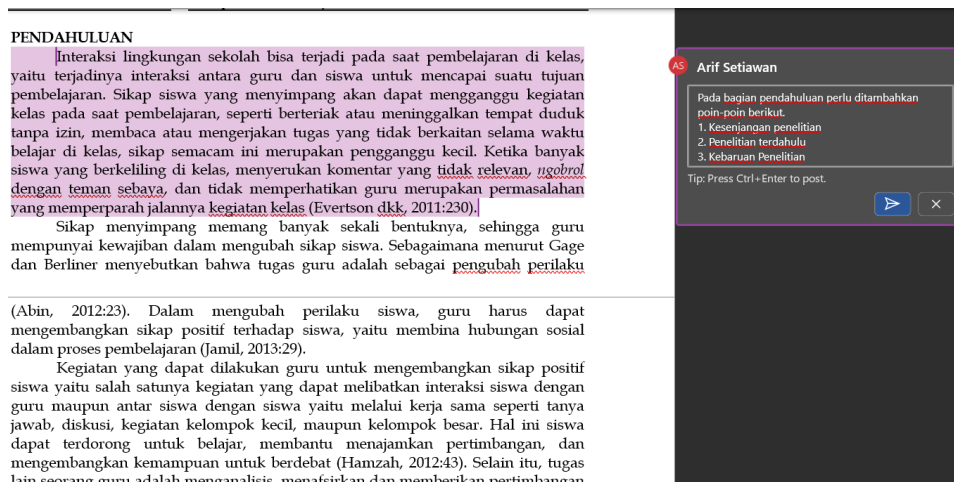 PENDAHULUAN
Interaksi lingkungan sekolah bisa terjadi pada saat pembelajaran di kelas,
yaitu terjadinya interaksi antara guru dan siswa untuk mencapai suatu tujuan
pembelajaran. Sikap siswa yang menyimpang akan dapat mengganggu kegiatan
kelas pada saat pembelajaran, seperti berteriak atau meninggalkan tempat duduk
tanpa izin, membaca atau mengerjakan tugas yang tidak berkaitan selama waktu
belajar di kelas, sikap semacam ini merupakan pengganggu kecil. Ketika banyak
siswa yang berkeliling di kelas, menyerukan komentar yang tidak relevan, ngobrol
dengan teman sebaya, dan tidak memperhatikan guru merupakan permasalahan
yang memperparah jalannya kegiatan kelas (Evertson dkk, 2011:230).
Sikap menyimpang memang banyak sekali bentuknya, sehingga guru
mempunyai kewajiban dalam mengubah sikap siswa. Sebagaimana menurut Gage
dan Berliner menyebutkan bahwa tugas guru adalah sebagai pengubah perilaku
(Abin, 2012:23). Dalam mengubah perilaku siswa, guru harus dapat
mengembangkan sikap positif terhadap siswa, yaitu membina hubungan sosial
dalam proses pembelajaran (Jamil, 2013:29).
Kegiatan yang dapat dilakukan guru untuk mengembangkan sikap positif
siswa yaitu salah satunya kegiatan yang dapat melibatkan interaksi siswa dengan
guru maupun antar siswa dengan siswa yaitu melalui kerja sama seperti tanya
jawab, diskusi, kegiatan kelompok kecil, maupun kelompok besar. Hal ini siswa
dapat terdorong untuk belajar, membantu menajamkan pertimbangan, dan
mengembangkan kemampuan untuk berdebat (Hamzah, 2012:43). Selain itu, tugas
lain seorang guru adalah menganalisis, menafsirkan dan memberikan pertimbangan
AS
Arif Setiawan
Pada bagian pendahuluan perlu ditambahkan
poin-poin berikut.
1. Kesenjangan penelitian
2. Penelitian terdahulu
3. Kebaruan Penelitian
Tip: Press Ctrl+Enter to post.